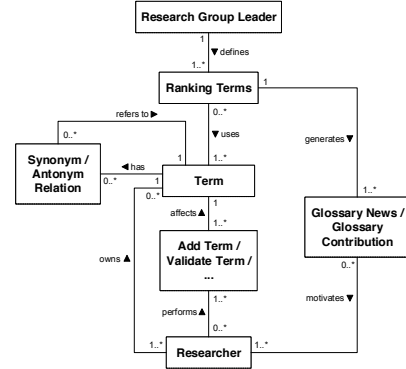 Research Group Leader
1
▼ defines
1..*
Ranking Terms
1
0..*
refers to ►
▼ uses
generates ▼
0..*
1
1..*
Synonym /
Antonym
Relation
◄ has
0..*
1
Term
0..*
1
affects ▲
1..*
1..*
Glossary News /
Glossary
Contribution
Add Term /
Validate Term /
...
owns ▲
0..*
1..*
performs ▲
motivates ▼
0..*
1..*
Researcher
1..*